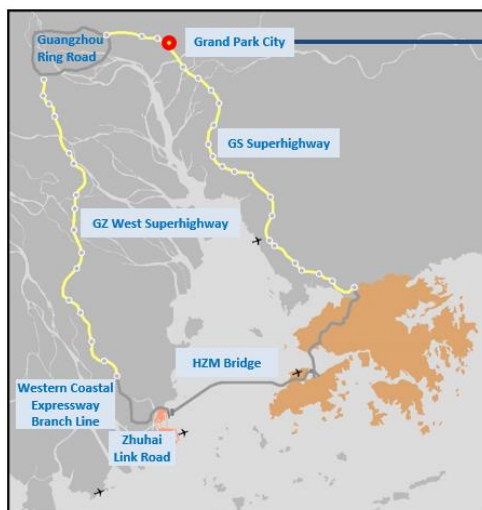 Guangzhou
Ring Road
Grand Park City
GS Superhighway
GZ West Superhighway
HZM Bridge
Western Coastal
Expressway
Branch Line
Zhuhai
Link Road